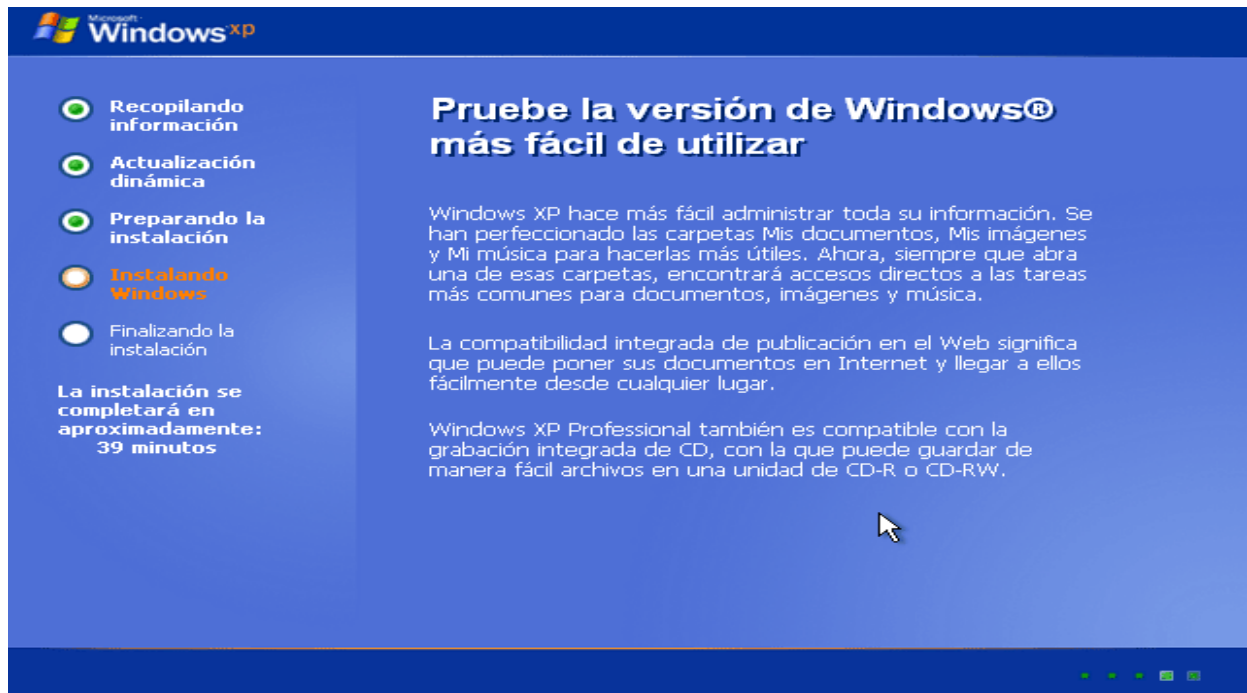 Microsoft
Windows xp
Recopilando
información
Actualización
dinámica
Preparando la
instalación
Instalando
Windows
Finalizando la
instalación
La instalación se
completará en
aproximadamente:
39 minutos
Pruebe la versión de Windows®
más fácil de utilizar
Windows XP hace más fácil administrar toda su información. Se
han perfeccionado las carpetas Mis documentos, Mis imágenes
y Mi música para hacerlas más útiles. Ahora, siempre que abra
una de esas carpetas, encontrará accesos directos a las tareas
más comunes para documentos, imágenes y música.
La compatibilidad integrada de publicación en el Web significa
que puede poner sus documentos en Internet y llegar a ellos
fácilmente desde cualquier lugar.
Windows XP Professional también es compatible con la
grabación integrada de CD, con la que puede guardar de
manera fácil archivos en una unidad de CD-R o CD-RW.